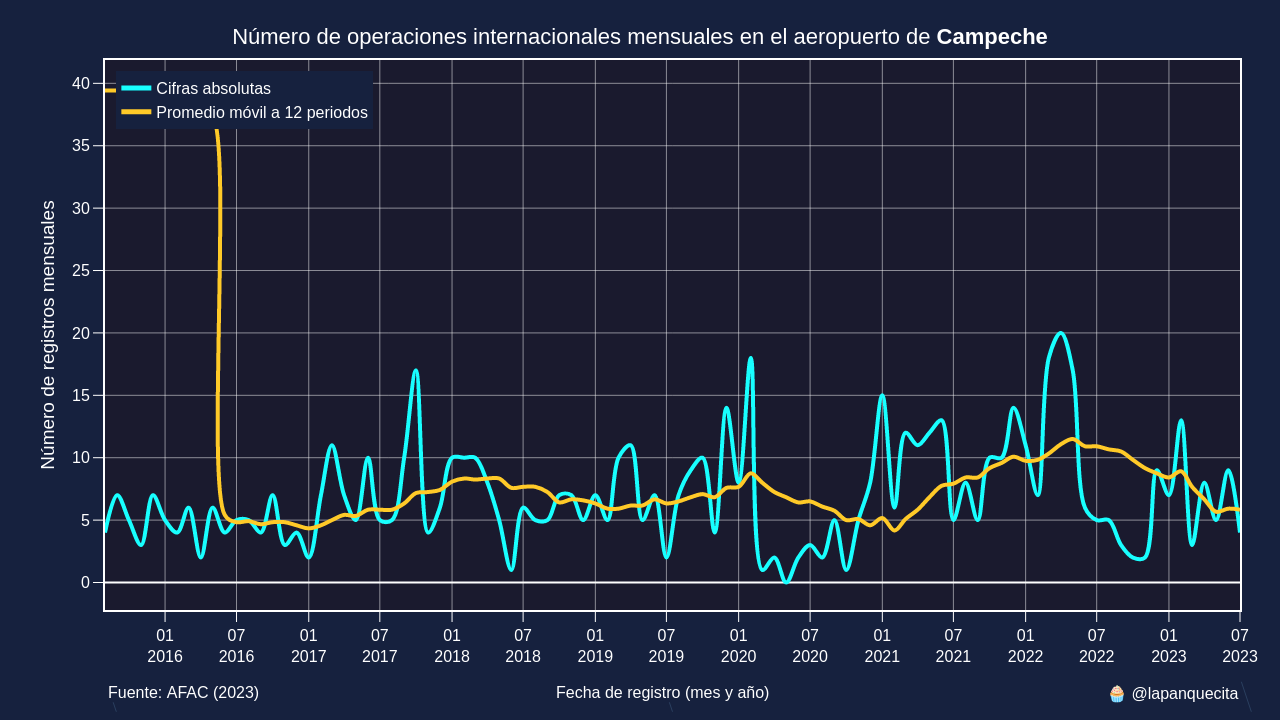 Número de operaciones internacionales mensuales en el aeropuerto de Campeche
Cifras absolutas
Promedio móvil a 12 periodos
Número de registros mensuales
40
35
30
25
20
15
10
5
0
01 07 01 07 01 07 01 07 01 07 01 07 01 07 01 07
2016 2016 2017 2017 2018 2018 2019 2019 2020 2020 2021 2021 2022 2022 2023 2023
Fuente: AFAC (2023)
Fecha de registro (mes y año)
🧁 @lapanquecita